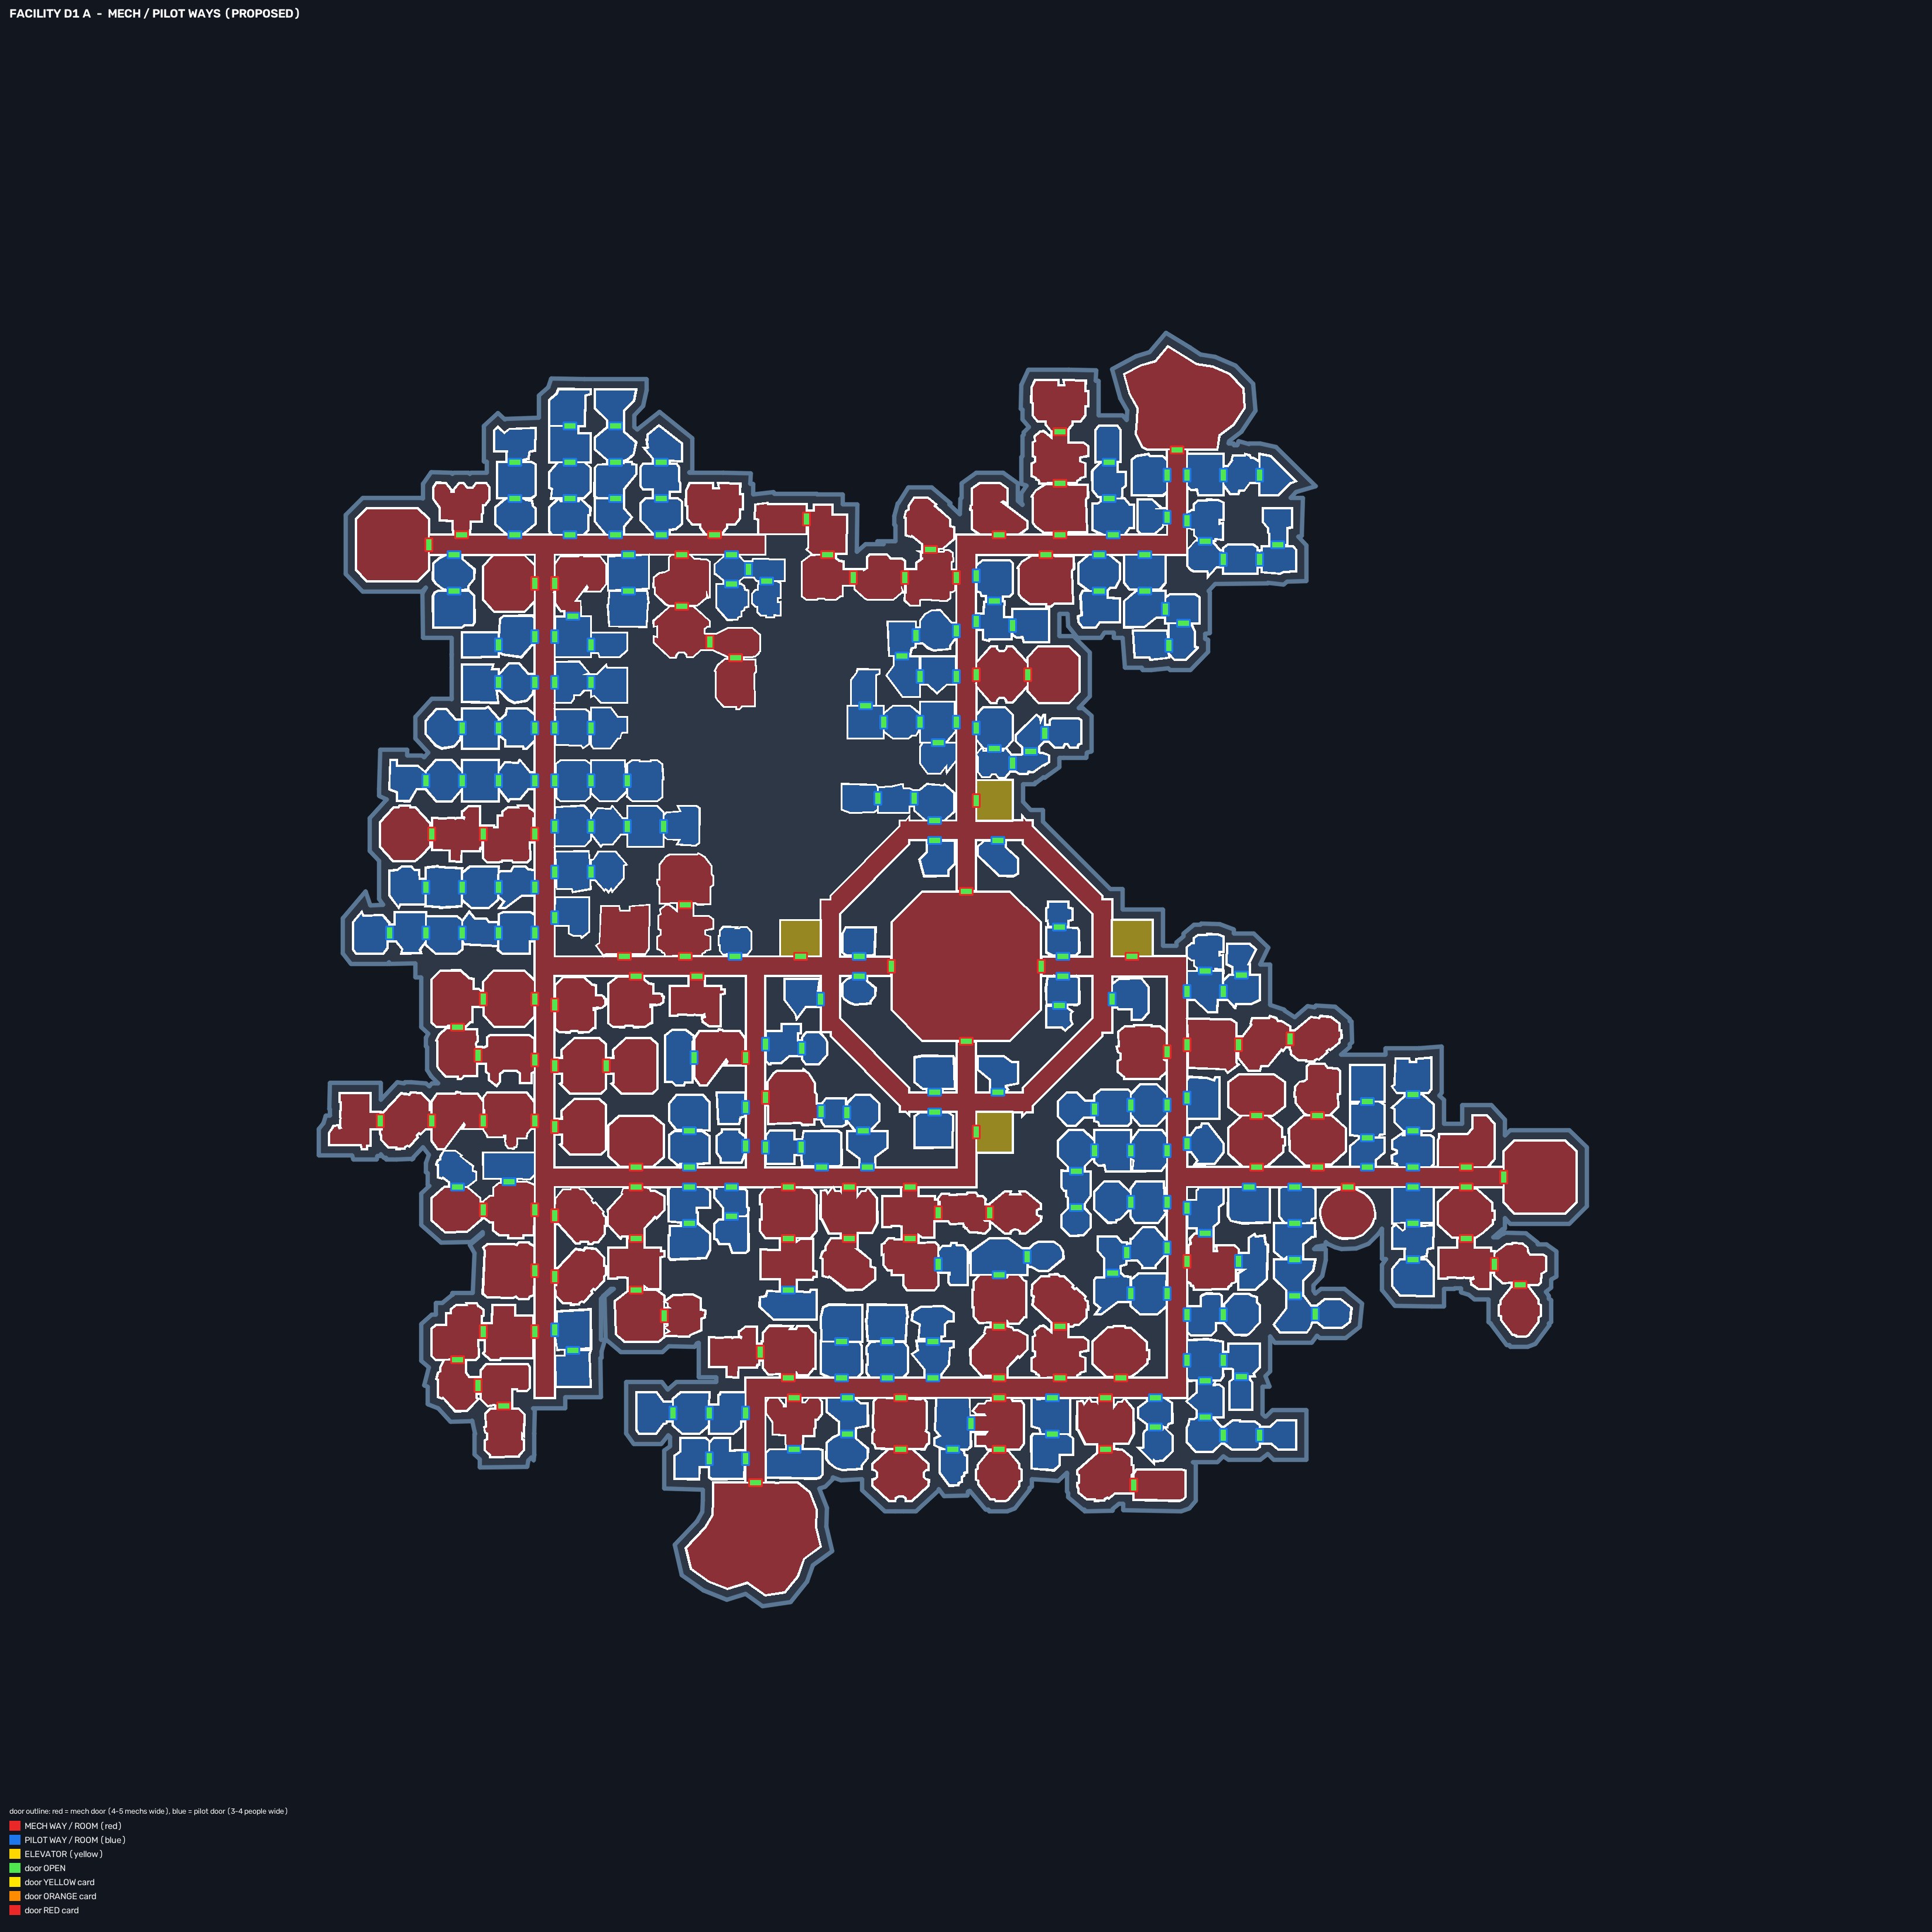 FACILITY D1 A - MECH / PILOT WAYS (PROPOSED)
door outline: red = mech door (4-5 mechs wide), blue = pilot door (3-4 people wide)
MECH WAY / ROOM (red)
PILOT WAY / ROOM (blue)
ELEVATOR (yellow)
door OPEN
door YELLOW card
door ORANGE card
door RED card